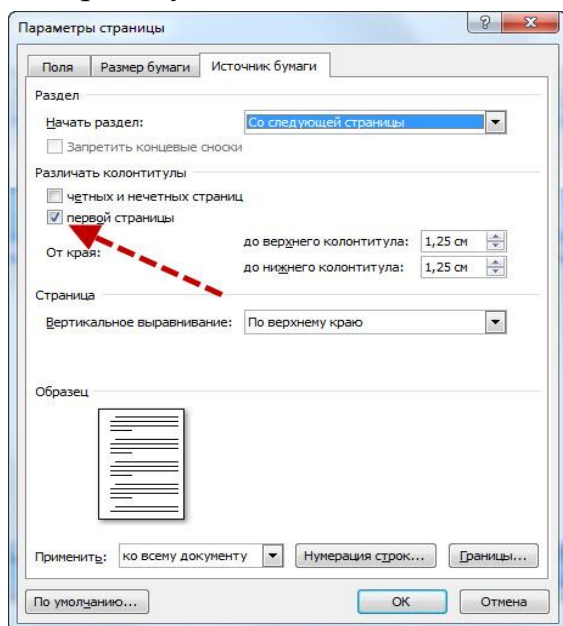 Параметры страницы
Поля Размер бумаги Источник бумаги
Раздел
Начать раздел: Со следующей страницы
Запретить концевые сноски
Различать колонтитулы
четных и нечетных страниц
первой страницы
От края:
до верхнего колонтитула: 1,25 см
до нижнего колонтитула: 1,25 см
Страница
Вертикальное выравнивание: По верхнему краю
Образец
Применить: ко всему документу Нумерация строк... Границы...
По умолчанию... ОК Отмена